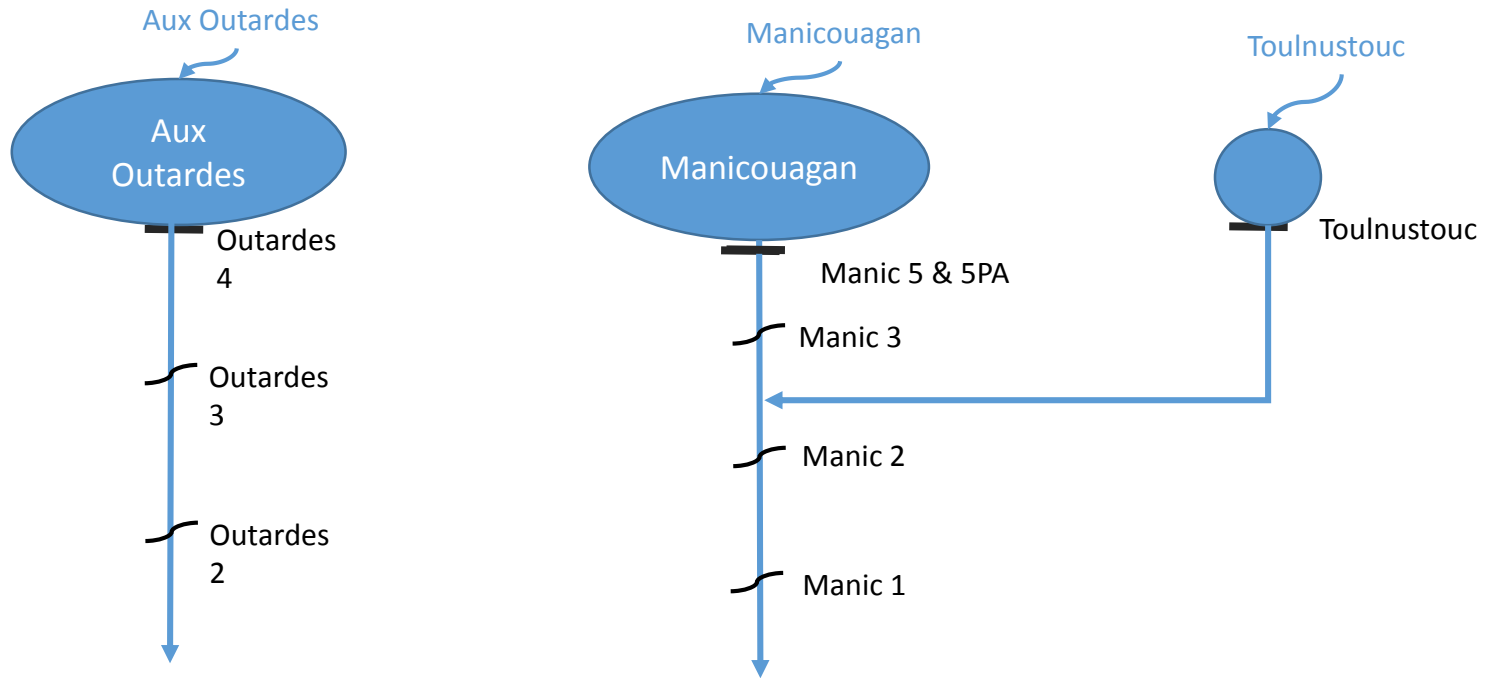 Aux Outardes
Manicouagan
Toulnustouc
Aux
Outardes
Manicouagan
Outardes
4
Toulnustouc
Manic 5 & 5PA
Manic 3
Outardes
3
Manic 2
Outardes
2
Manic 1